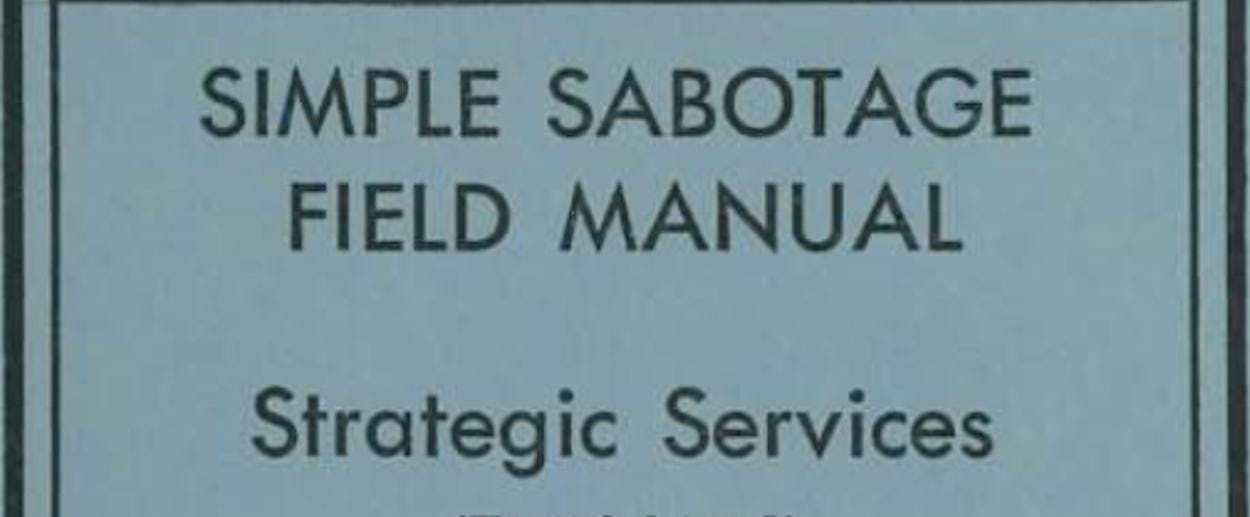 SIMPLE SABOTAGE
FIELD MANUAL
Strategic Services